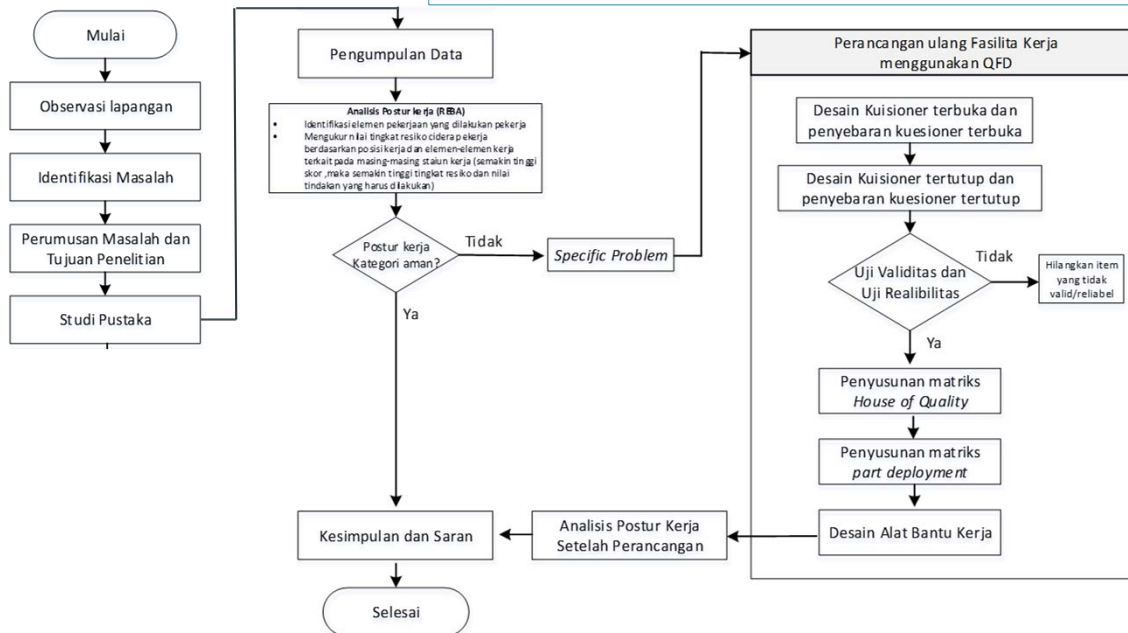 Mulai
Observasi lapangan
Identifikasi Masalah
Perumusan Masalah dan
Tujuan Penelitian
Studi Pustaka
Pengumpulan Data
Analisis Postur kerja (REBA)
• Identifikasi elemen pekerjaan yang dilakukan pekerja
• Mengukur nilai tingkat resiko cidera pekerja
berdasarkan posisi kerja dan elemen-elemen kerja
terkait pada masing-masing staiun kerja (semakin tinggi
skor ,maka semakin tinggi tingkat resiko dan nilai
tindakan yang harus dilakukan)
Postur kerja
Kategori aman?
Tidak
Ya
Specific Problem
Perancangan ulang Fasilita Kerja
menggunakan QFD
Desain Kuisioner terbuka dan
penyebaran kuesioner terbuka
Desain Kuisioner tertutup dan
penyebaran kuesioner tertutup
Uji Validitas dan
Uji Realibilitas
Tidak
Hilangkan item
yang tidak
valid/reliabel
Ya
Penyusunan matriks
House of Quality
Penyusunan matriks
part deployment
Desain Alat Bantu Kerja
Analisis Postur Kerja
Setelah Perancangan
Kesimpulan dan Saran
Selesai